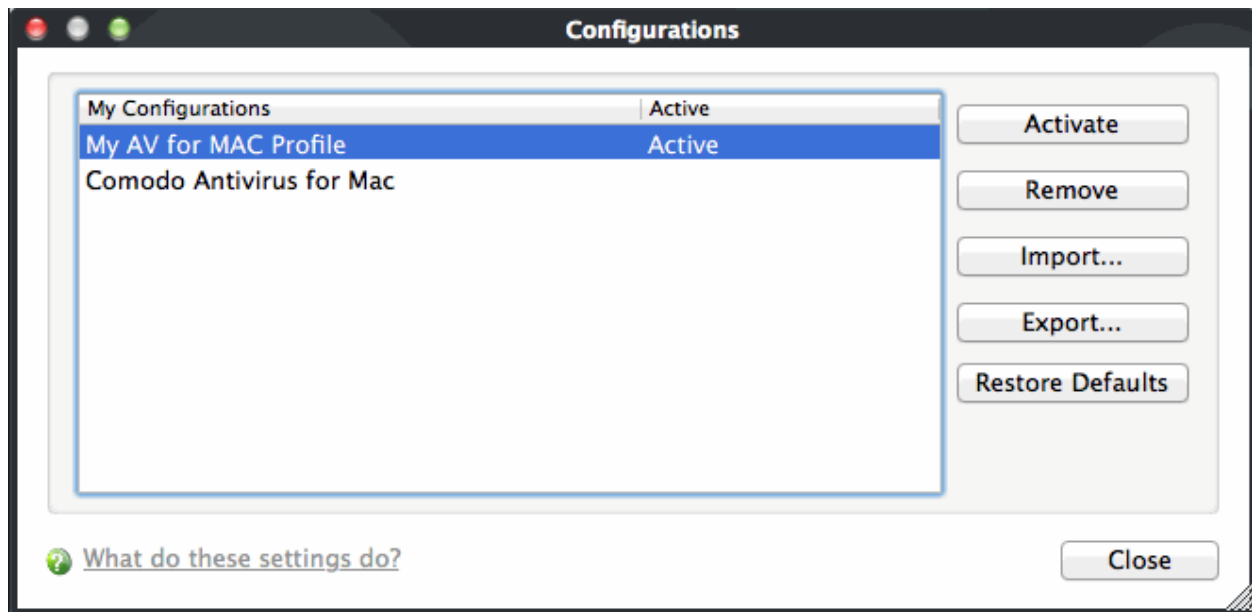 Configurations
My Configurations Active
My AV for MAC Profile Active
Comodo Antivirus for Mac
Activate
Remove
Import...
Export...
Restore Defaults
What do these settings do?
Close